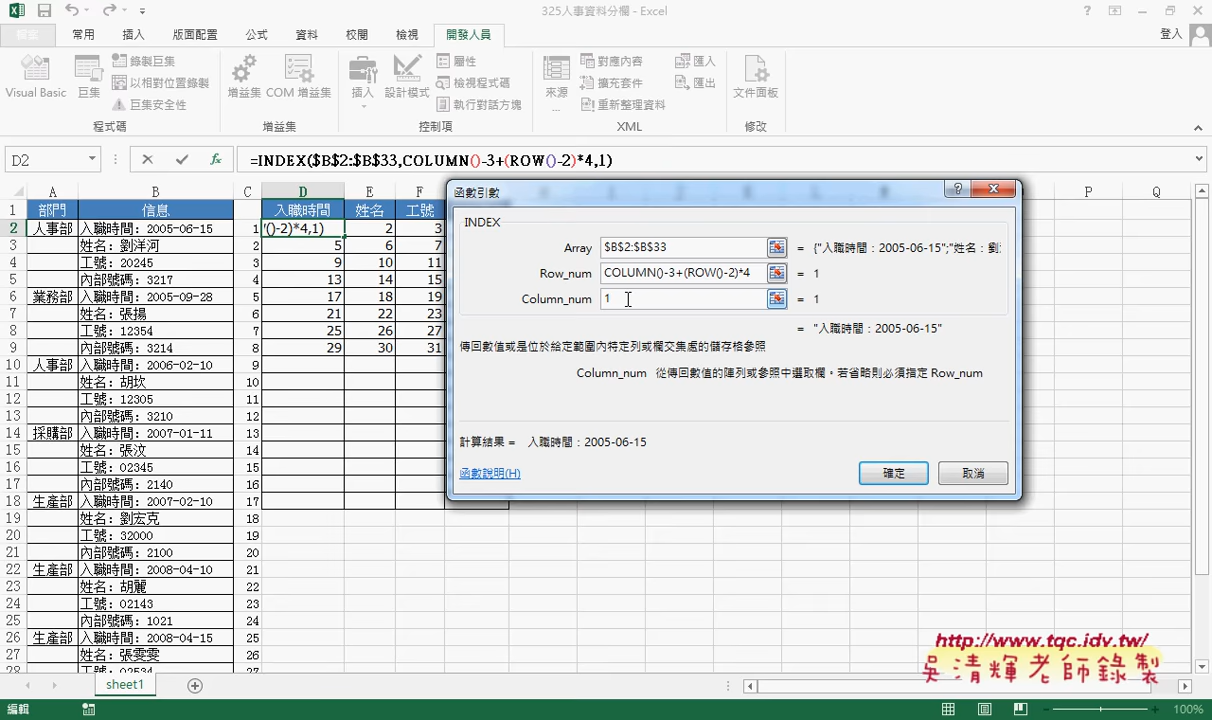 325人事資料分欄 - Excel
常用 插入 版面配置 公式 資料 校閱 檢視 開發人員 登入
Visual Basic 巨集 錄製巨集 以相對位置錄製 巨集安全性 增益集 COM 增益集 插入 設計模式 屬性 檢視程式碼 執行對話方塊 來源 ... 對應內容 擴充套件 重新整理資料 匯入 匯出 文件面板
程式碼 增益集 控制項 XML 修改
D2 fx =INDEX($B$2:$B$33,COLUMN()-3+(ROW()-2)*4,1)
A B C D E F P Q
1 部門 信息 入職時間 姓名 工號
2 人事部 入職時間：2005-06-15 1 '()-2)*4,1) 2 3
3 姓名：劉洋河 2 5 6 7
4 工號：20245 3 9 10 11
5 內部號碼：3217 4 13 14 15
6 業務部 入職時間：2005-09-28 5 17 18 19
7 姓名：張揚 6 21 22 23
8 工號：12354 7 25 26 27
9 內部號碼：3214 8 29 30 31
10 人事部 入職時間：2006-02-10 9
11 姓名：胡坎 10
12 工號：12305 11
13 內部號碼：3210 12
14 採購部 入職時間：2007-01-11 13
15 姓名：張汶 14
16 工號：02345 15
17 內部號碼：2140 16
18 生產部 入職時間：2007-02-10 17
19 姓名：劉宏克 18
20 工號：32000 19
21 內部號碼：2100 20
22 生產部 入職時間：2008-04-10 21
23 姓名：胡麗 22
24 工號：02143 23
25 內部號碼：1021 24
26 生產部 入職時間：2008-04-15 25
27 姓名：張雯雯 26
28 工號：02534 27
函數引數
INDEX
Array $B$2:$B$33 = {"入職時間：2005-06-15";"姓名：劉洋
Row_num COLUMN()-3+(ROW()-2)*4 = 1
Column_num 1 = 1
= "入職時間：2005-06-15"
傳回數值或是位於給定範圍內特定列或欄交集處的儲存格參照
Column_num 從傳回數值的陣列或參照中選取欄。若省略則必須指定 Row_num
計算結果 = 入職時間：2005-06-15
函數說明(H) 確定 取消
http://www.tqc.idv.tw/
吳清輝老師錄製
sheet1
編輯 100%